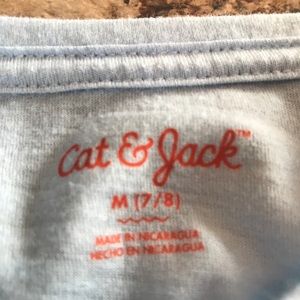 Cat & Jack™
M (7/8)
MADE IN NICARAGUA
HECHO EN NICARAGUA